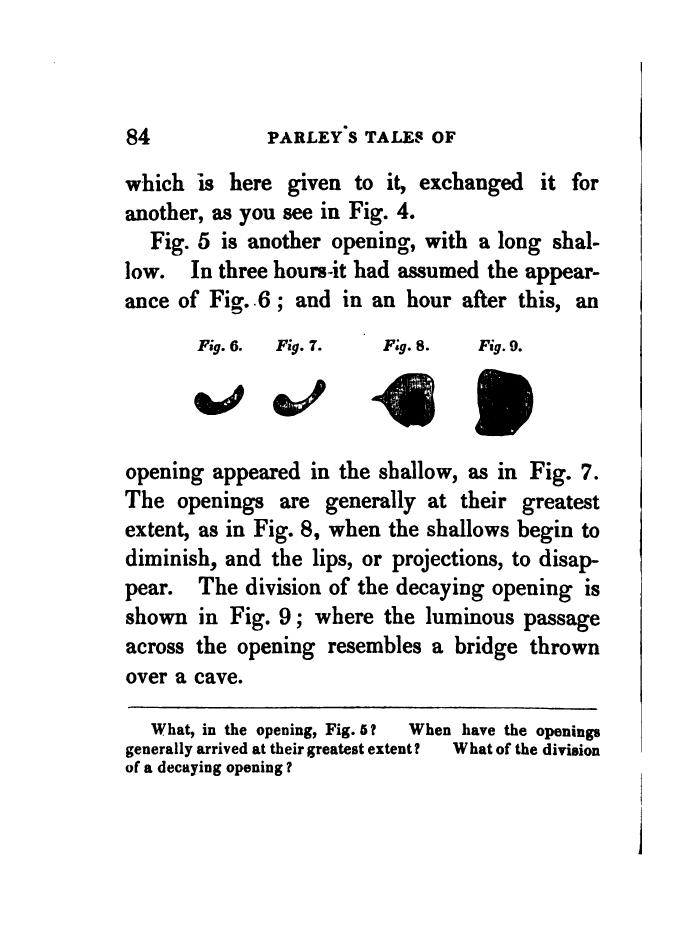 84 PARLEY'S TALES OF
which is here given to it, exchanged it for
another, as you see in Fig. 4.
Fig. 5 is another opening, with a long shal-
low. In three hours it had assumed the appear-
ance of Fig. 6 ; and in an hour after this, an
Fig. 6. Fig. 7. Fig. 8. Fig. 9.
opening appeared in the shallow, as in Fig. 7.
The openings are generally at their greatest
extent, as in Fig. 8, when the shallows begin to
diminish, and the lips, or projections, to disap-
pear. The division of the decaying opening is
shown in Fig. 9 ; where the luminous passage
across the opening resembles a bridge thrown
over a cave.
What, in the opening, Fig. 5? When have the openings
generally arrived at their greatest extent? What of the division
of a decaying opening?